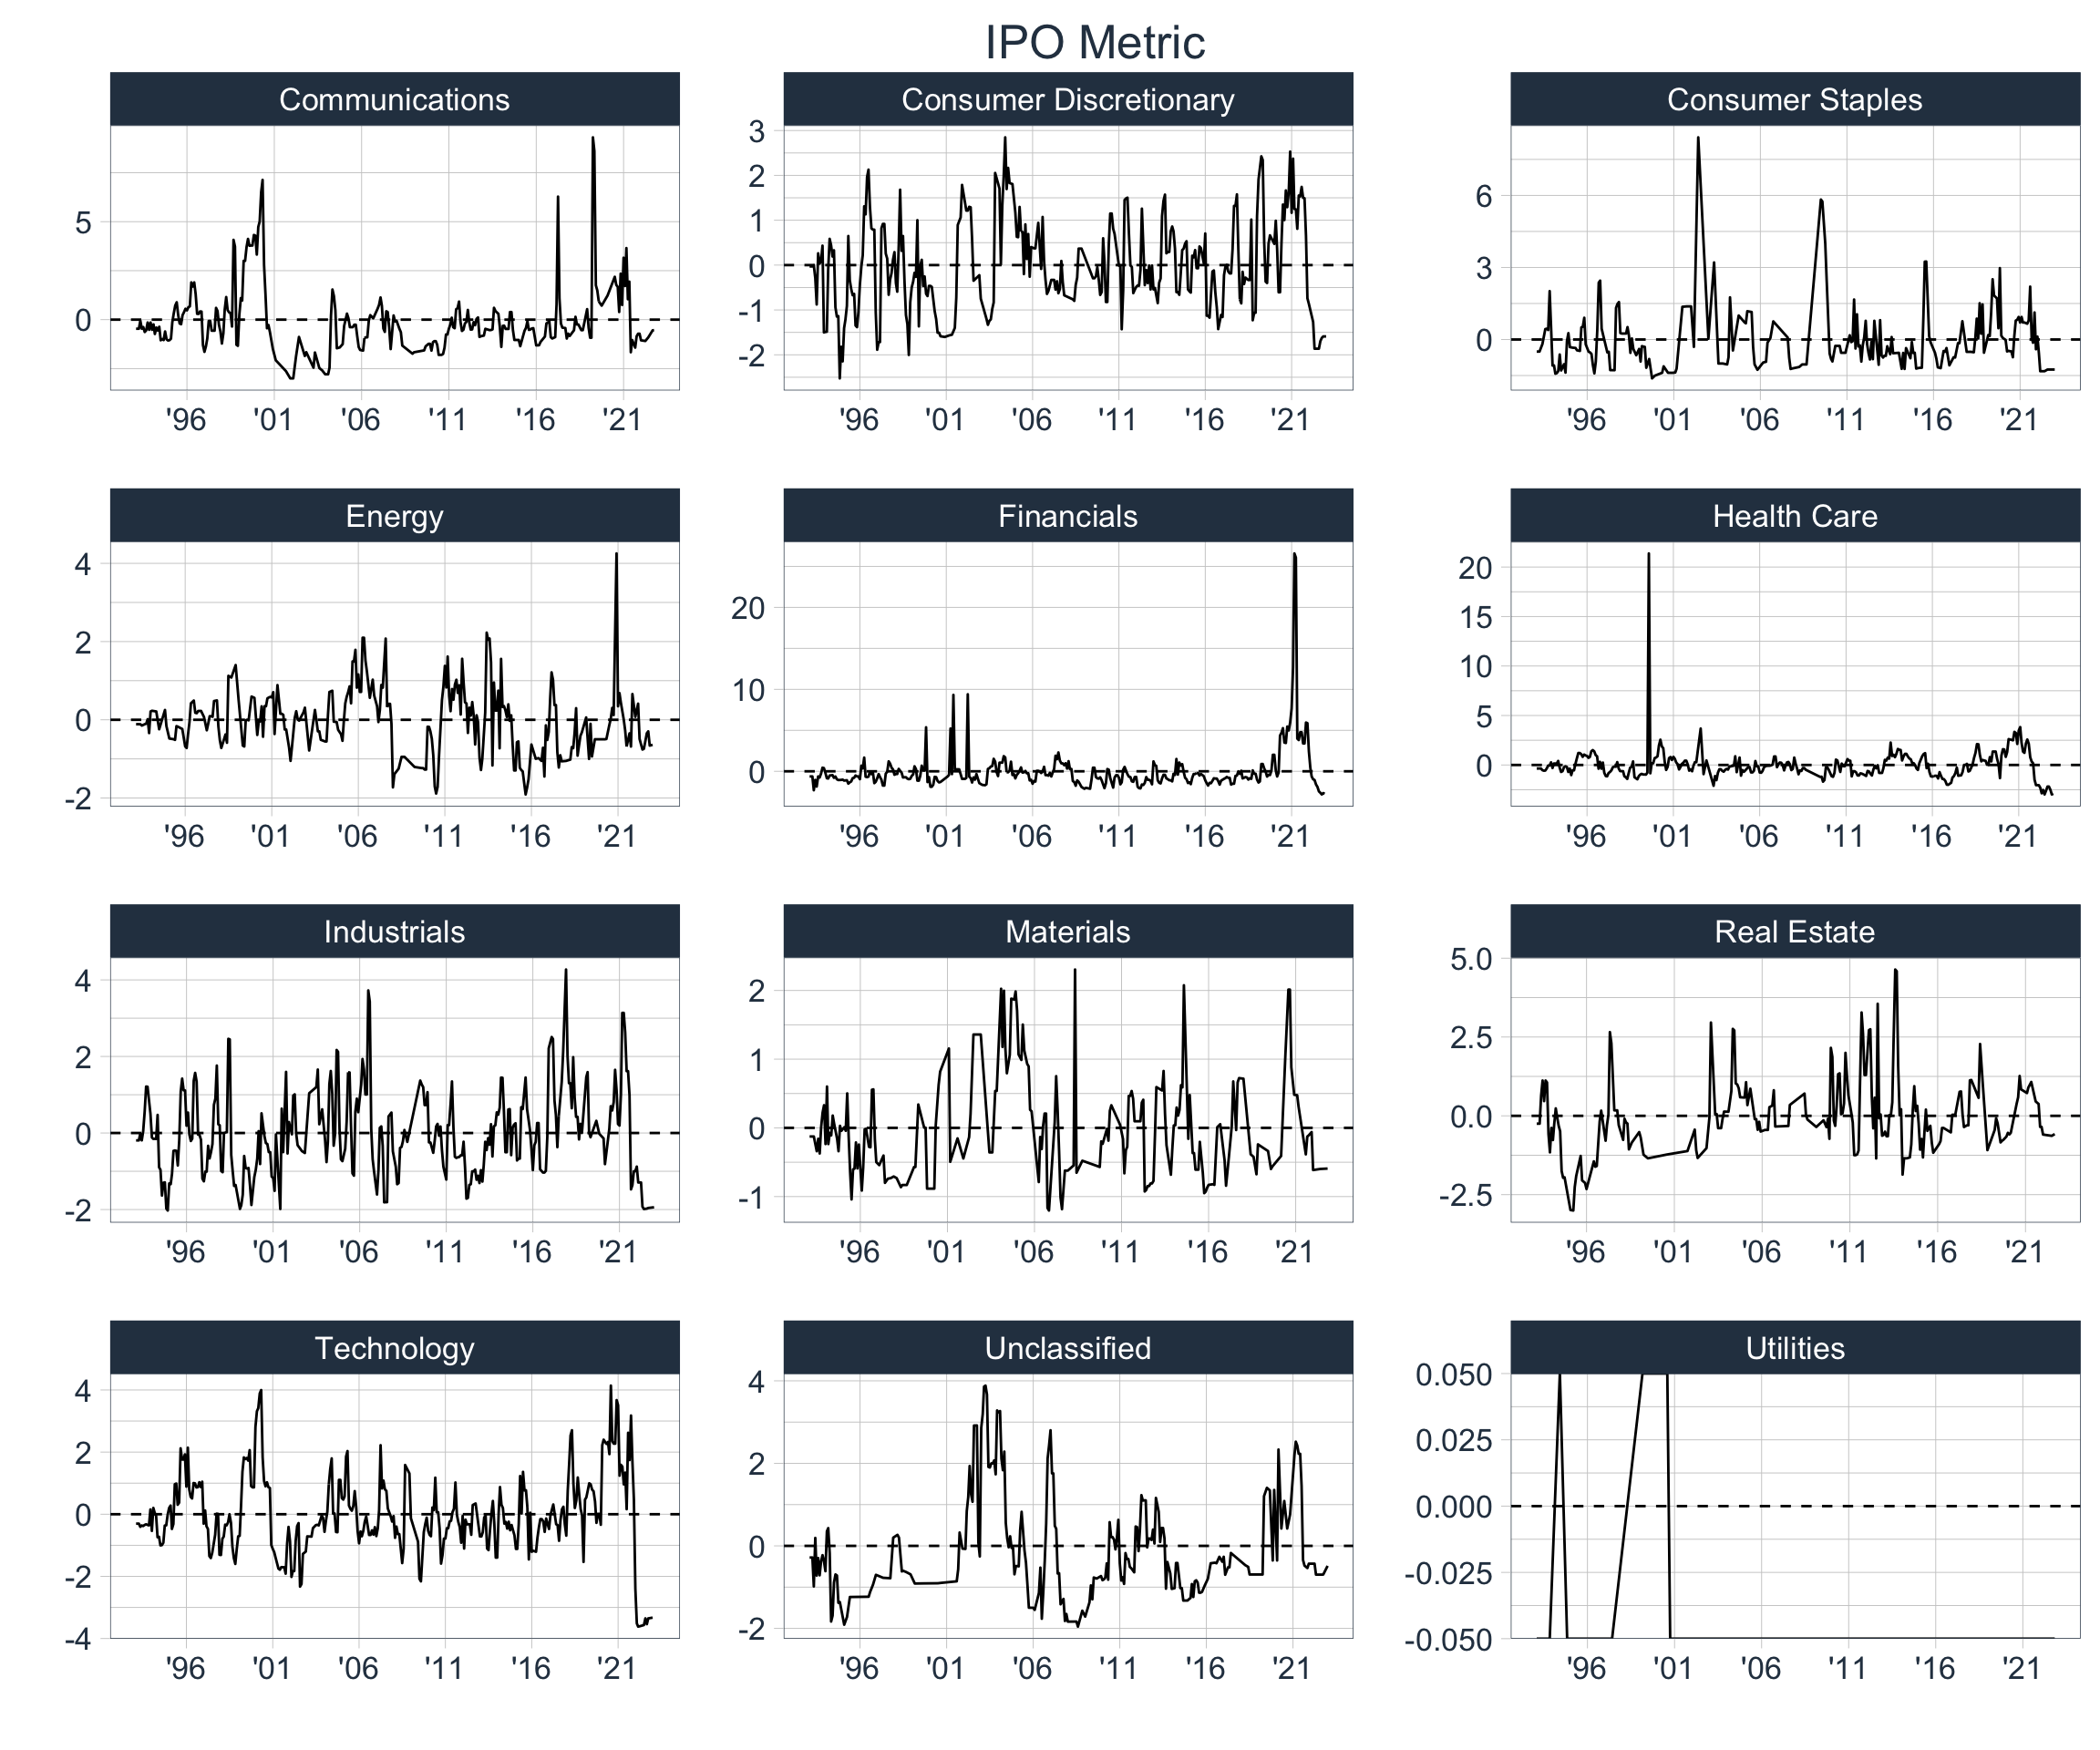 IPO Metric
Communications
Consumer Discretionary
Consumer Staples
5
0
'96 '01 '06 '11 '16 '21
3
2
1
0
-1
-2
'96 '01 '06 '11 '16 '21
6
3
0
'96 '01 '06 '11 '16 '21
Energy
Financials
Health Care
4
2
0
-2
'96 '01 '06 '11 '16 '21
20
10
0
'96 '01 '06 '11 '16 '21
20
15
10
5
0
'96 '01 '06 '11 '16 '21
Industrials
Materials
Real Estate
4
2
0
-2
'96 '01 '06 '11 '16 '21
2
1
0
-1
'96 '01 '06 '11 '16 '21
5.0
2.5
0.0
-2.5
'96 '01 '06 '11 '16 '21
Technology
Unclassified
Utilities
4
2
0
-2
-4
'96 '01 '06 '11 '16 '21
4
2
0
-2
'96 '01 '06 '11 '16 '21
0.050
0.025
0.000
-0.025
-0.050
'96 '01 '06 '11 '16 '21